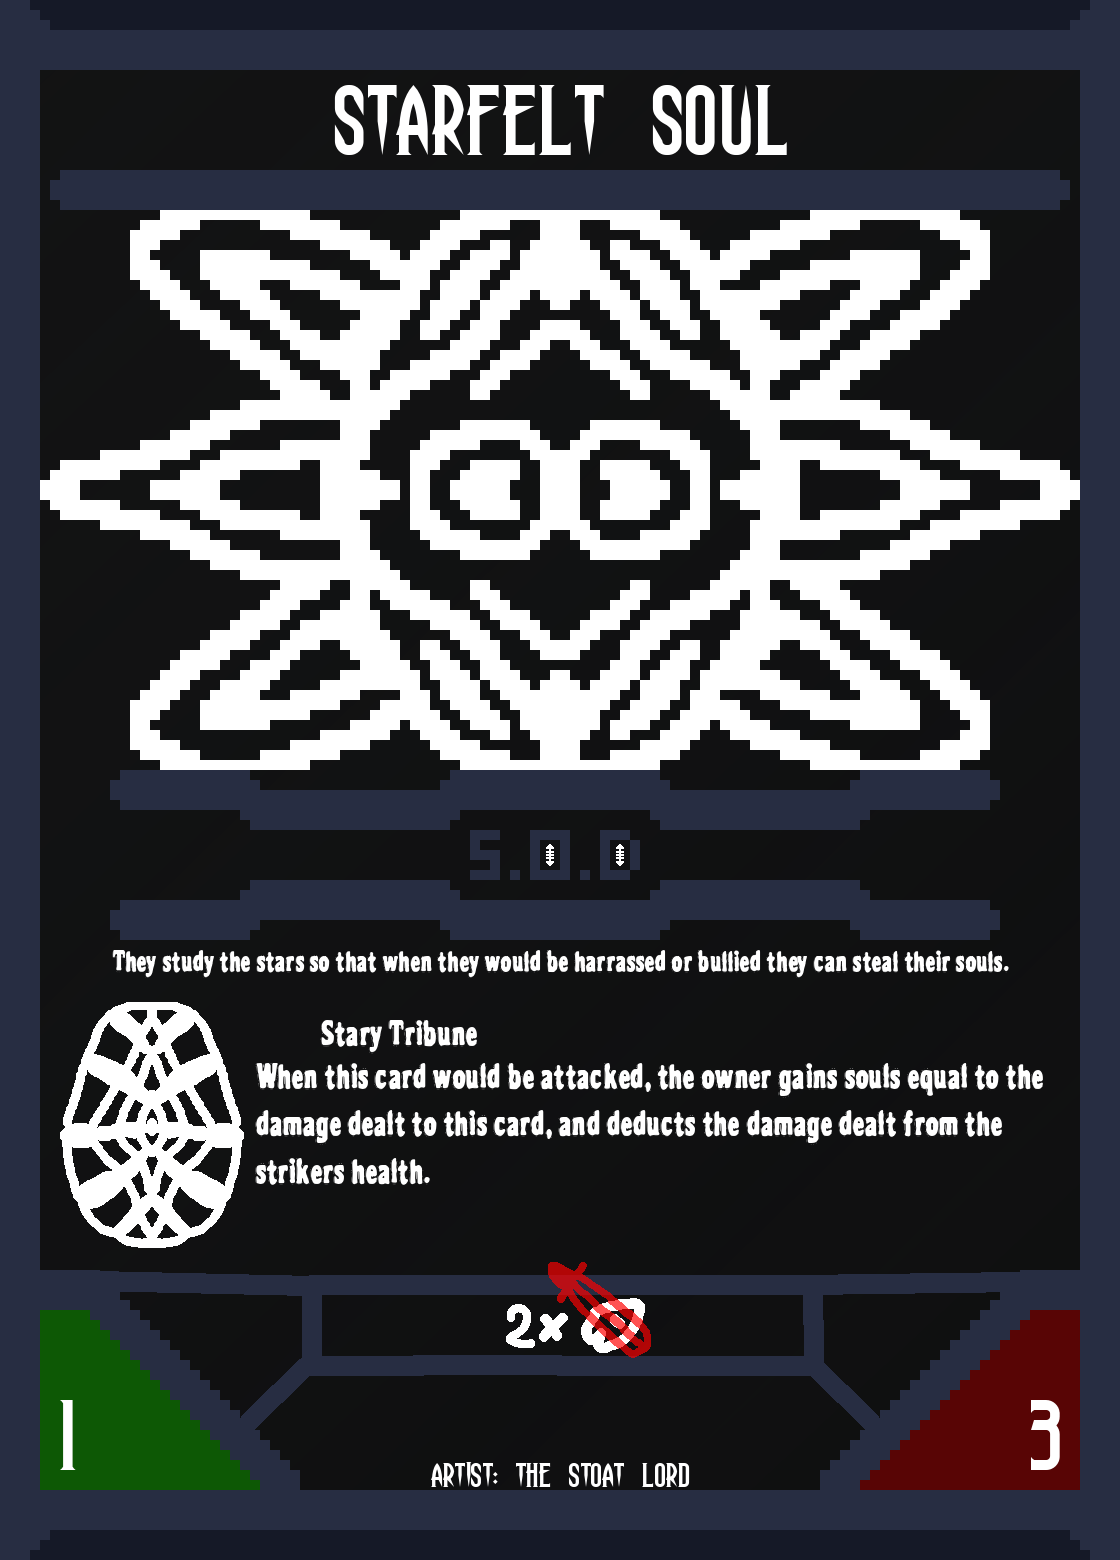 STARFELT SOUL
S.O.D
They study the stars so that when they would be harrassed or bullied they can steal their souls.
Stary Tribune
When this card would be attacked, the owner gains souls equal to the
damage dealt to this card, and deducts the damage dealt from the
strikers health.
2x
1
3
ARTIST: THE STOAT LORD